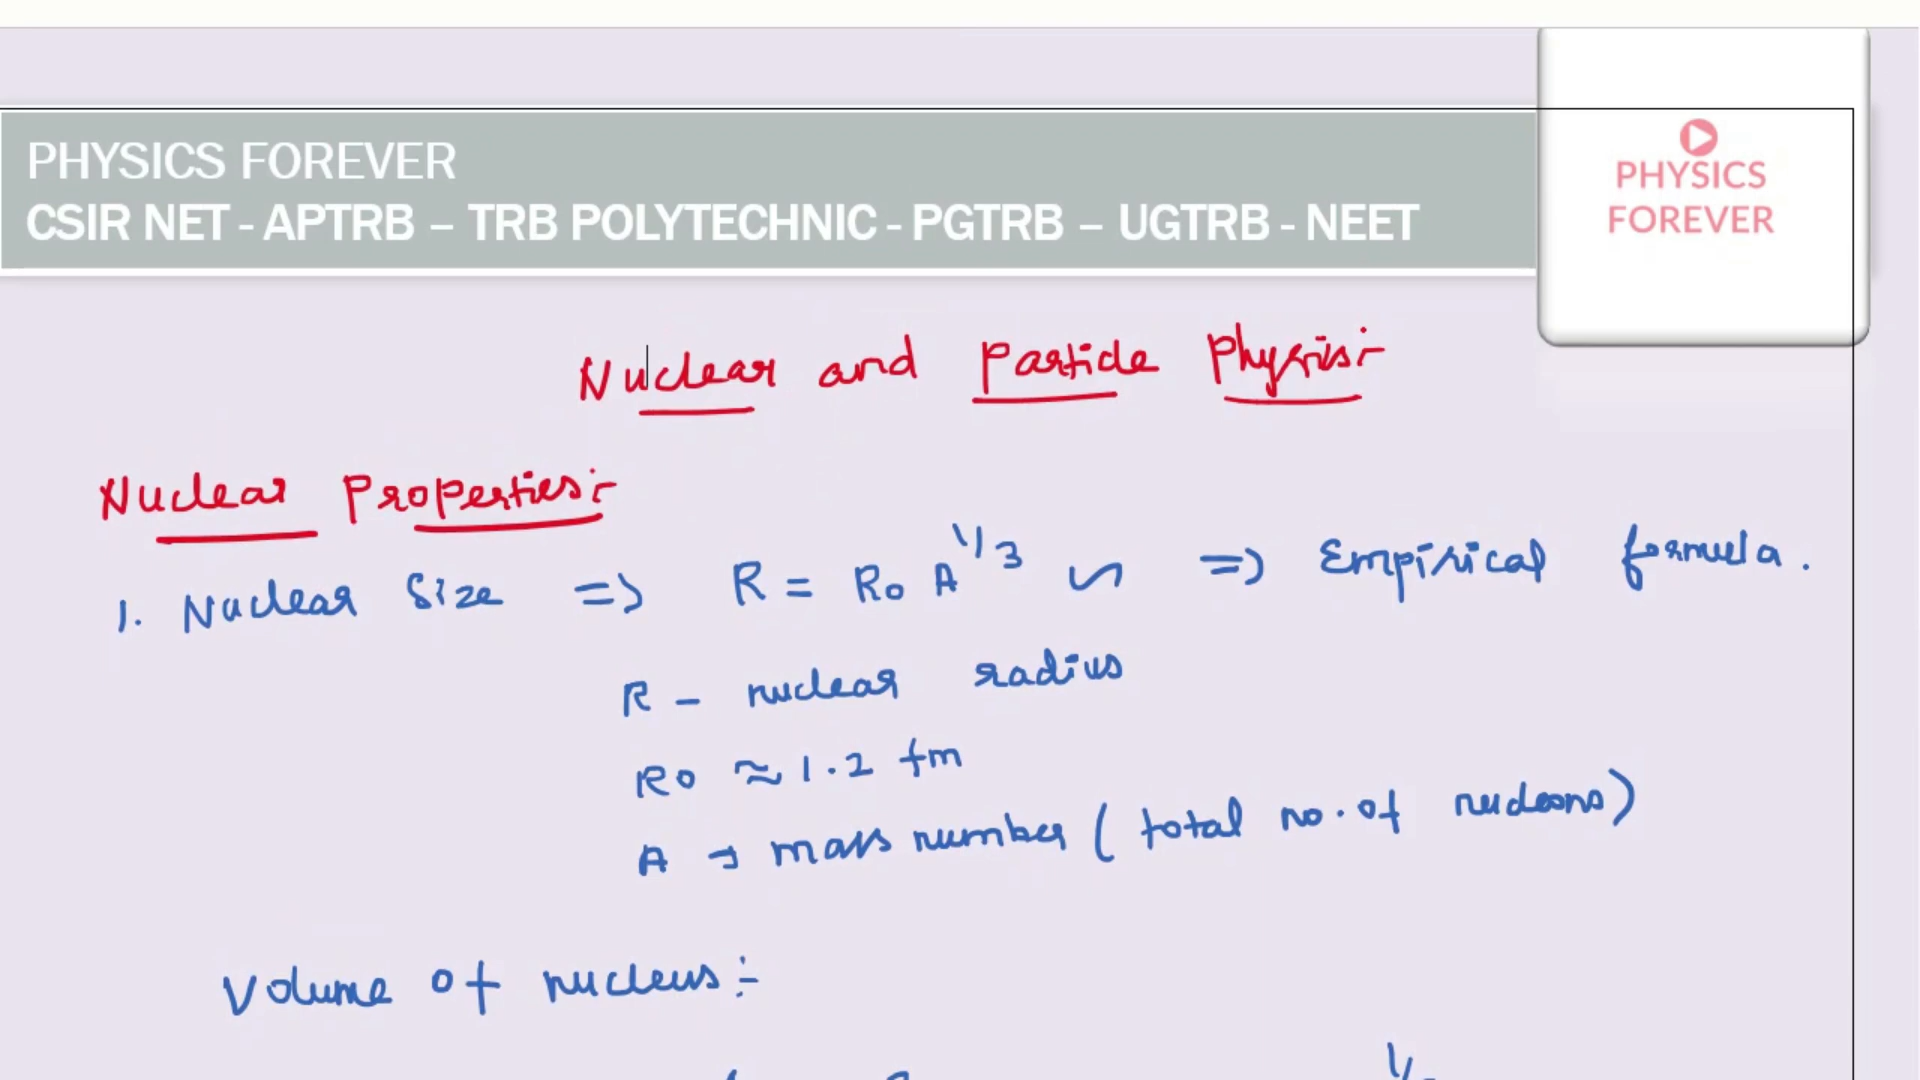 PHYSICS FOREVER
CSIR NET - APTRB – TRB POLYTECHNIC - PGTRB – UGTRB - NEET
PHYSICS
FOREVER
Nuclear and Particle Physics:-
Nuclear Properties:-
1. Nuclear Size => R = R₀ A^1/3 => Empirical formula.
R - nuclear radius
R₀ ≈ 1.2 fm
A → mass number ( total no. of nucleons)
Volume of nucleus :-